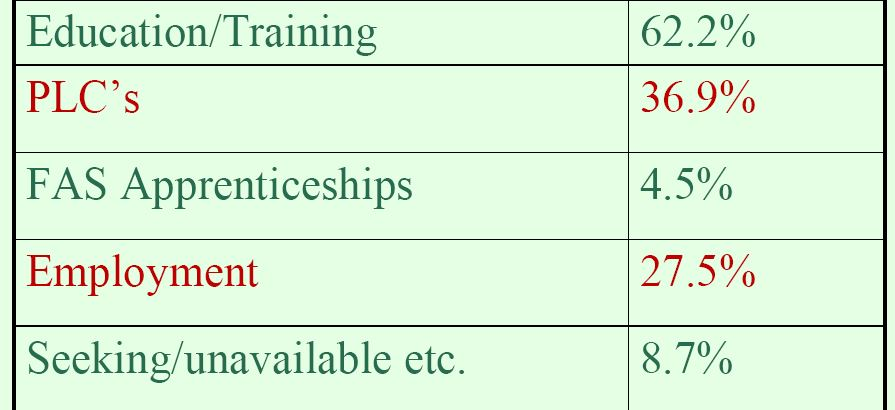 Education/Training 62.2%
PLC’s 36.9%
FAS Apprenticeships 4.5%
Employment 27.5%
Seeking/unavailable etc. 8.7%